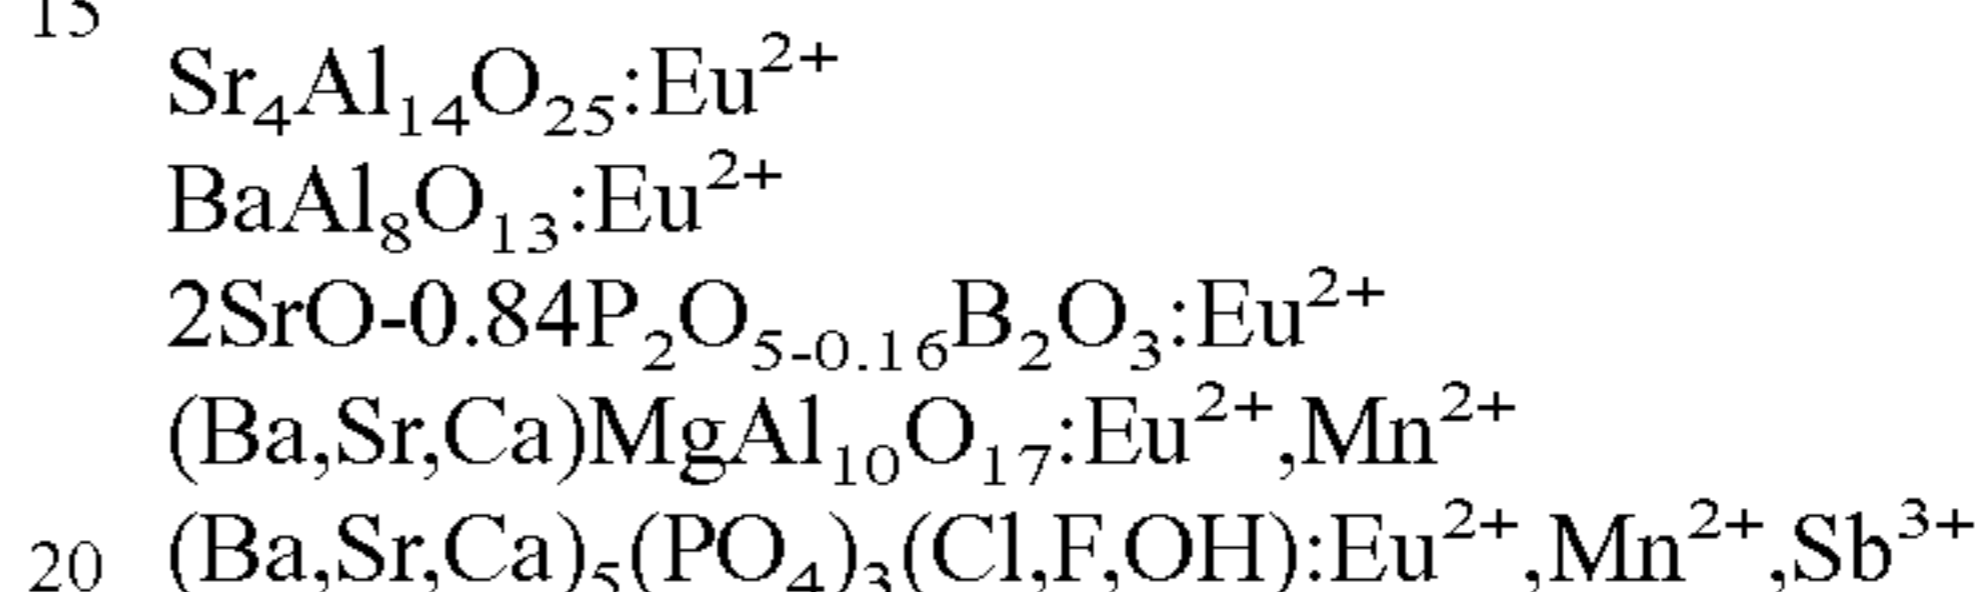 15
Sr₄Al₁₄O₂₅:Eu²⁺
BaAl₈O₁₃:Eu²⁺
2SrO-0.84P₂O₅₋₀.₁₆B₂O₃:Eu²⁺
(Ba,Sr,Ca)MgAl₁₀O₁₇:Eu²⁺,Mn²⁺
20 (Ba,Sr,Ca)₅(PO₄)₃(Cl,F,OH):Eu²⁺,Mn²⁺,Sb³⁺